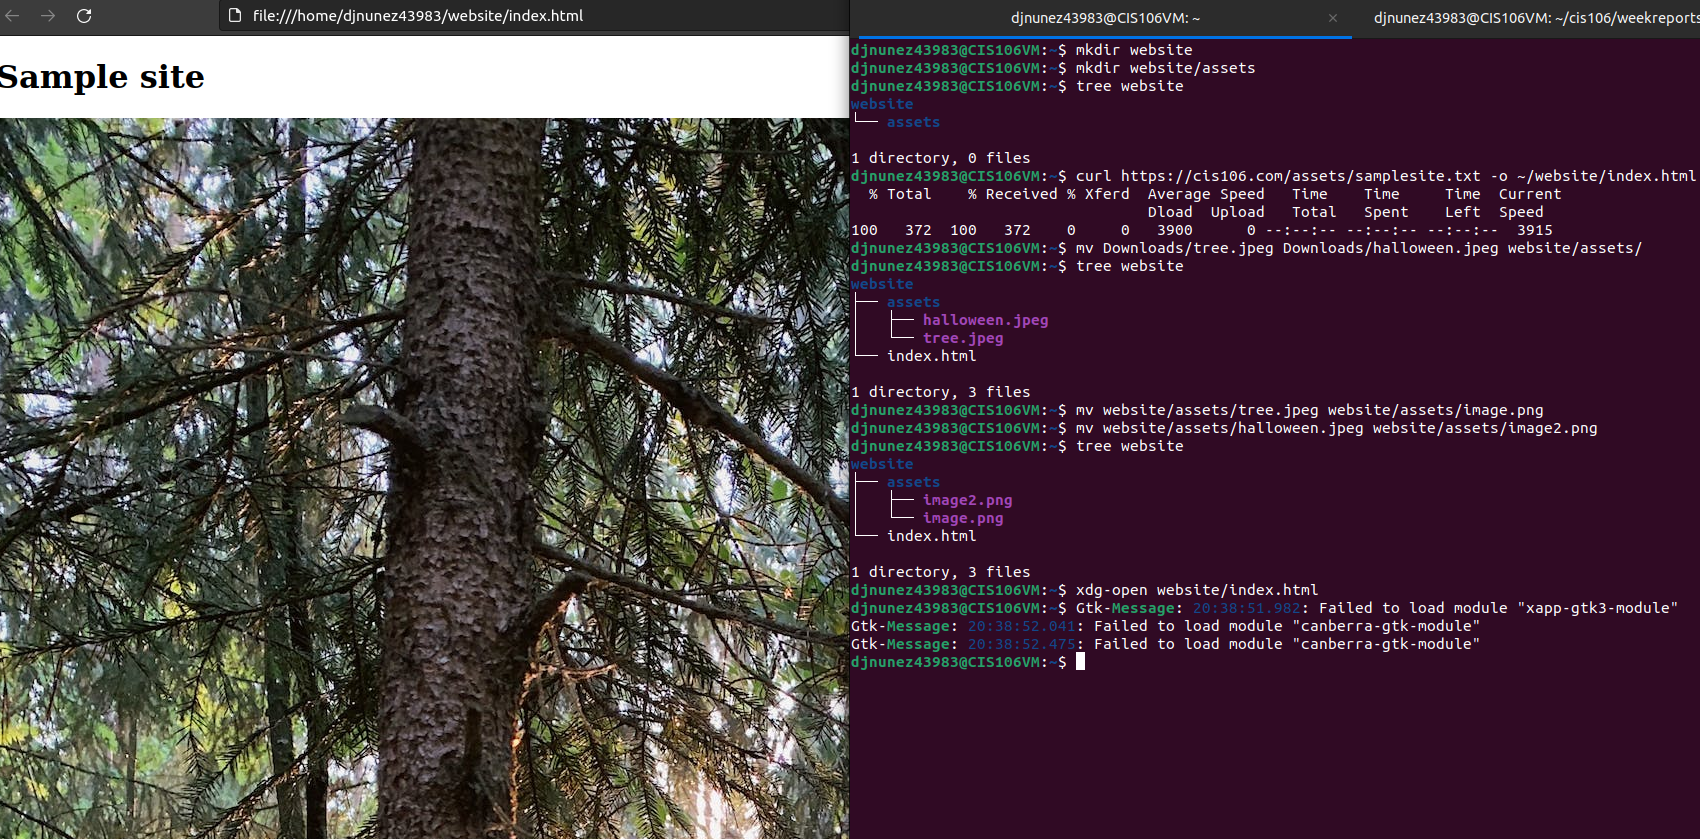 file:///home/djnunez43983/website/index.html
Sample site
djnunez43983@CIS106VM: ~
djnunez43983@CIS106VM: ~/cis106/weekreports
djnunez43983@CIS106VM:~$ mkdir website
djnunez43983@CIS106VM:~$ mkdir website/assets
djnunez43983@CIS106VM:~$ tree website
website
└── assets
1 directory, 0 files
djnunez43983@CIS106VM:~$ curl https://cis106.com/assets/samplesite.txt -o ~/website/index.html
  % Total    % Received % Xferd  Average Speed   Time    Time     Time  Current
                                 Dload  Upload   Total   Spent    Left  Speed
100   372  100   372    0     0   3900      0 --:--:-- --:--:-- --:--:--  3915
djnunez43983@CIS106VM:~$ mv Downloads/tree.jpeg Downloads/halloween.jpeg website/assets/
djnunez43983@CIS106VM:~$ tree website
website
├── assets
│   ├── halloween.jpeg
│   └── tree.jpeg
└── index.html
1 directory, 3 files
djnunez43983@CIS106VM:~$ mv website/assets/tree.jpeg website/assets/image.png
djnunez43983@CIS106VM:~$ mv website/assets/halloween.jpeg website/assets/image2.png
djnunez43983@CIS106VM:~$ tree website
website
├── assets
│   ├── image2.png
│   └── image.png
└── index.html
1 directory, 3 files
djnunez43983@CIS106VM:~$ xdg-open website/index.html
djnunez43983@CIS106VM:~$ Gtk-Message: 20:38:51.982: Failed to load module "xapp-gtk3-module"
Gtk-Message: 20:38:52.041: Failed to load module "canberra-gtk-module"
Gtk-Message: 20:38:52.475: Failed to load module "canberra-gtk-module"
djnunez43983@CIS106VM:~$